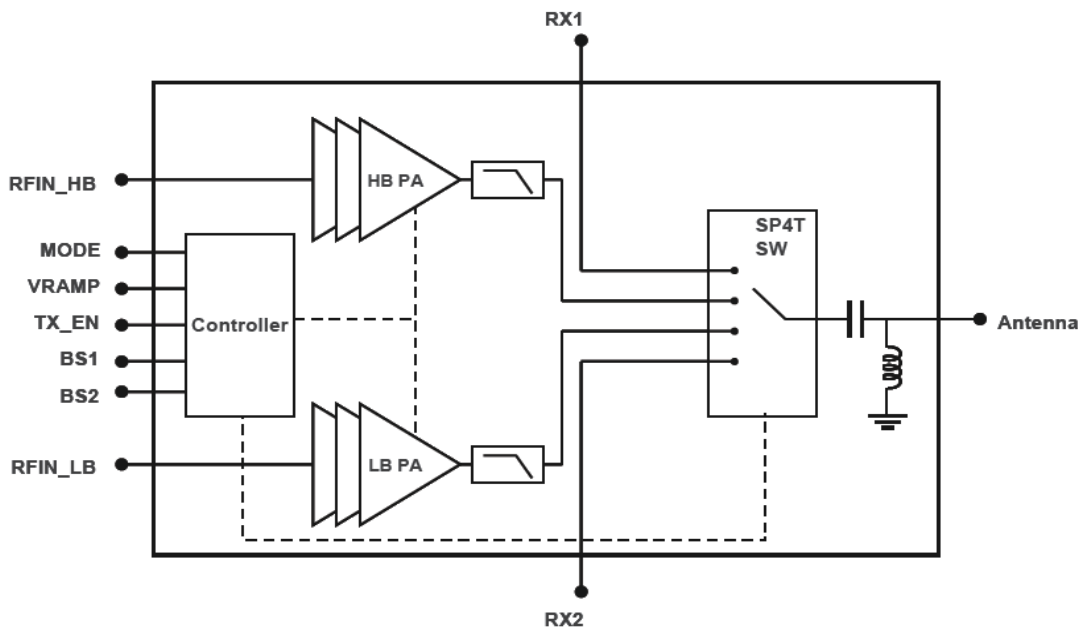 RX1
RFIN_HB
HB PA
MODE
VRAMP
TX_EN
BS1
BS2
Controller
SP4T
SW
Antenna
RFIN_LB
LB PA
RX2